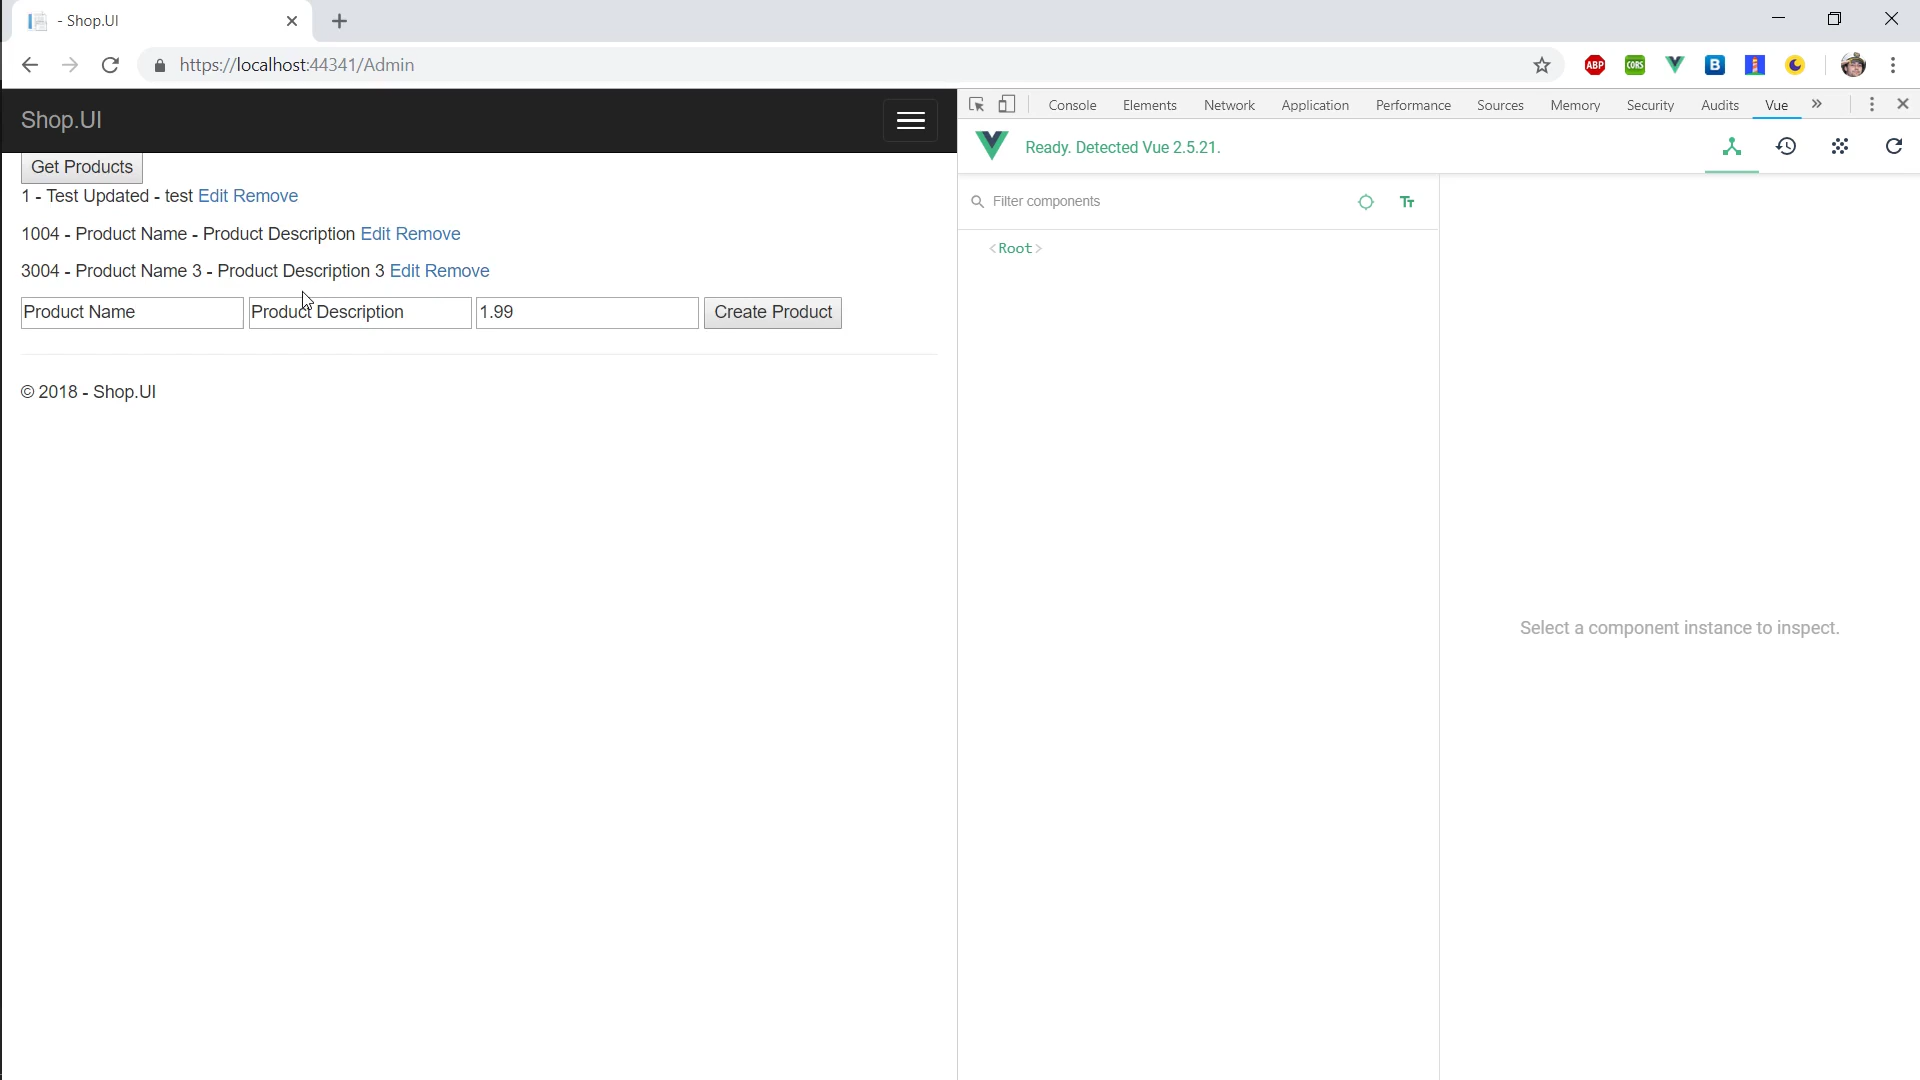 - Shop.UI
https://localhost:44341/Admin
ABP
CORS
B
Shop.UI
Get Products
1 - Test Updated - test Edit Remove
1004 - Product Name - Product Description Edit Remove
3004 - Product Name 3 - Product Description 3 Edit Remove
Product Name Product Description 1.99 Create Product
© 2018 - Shop.UI
Console Elements Network Application Performance Sources Memory Security Audits Vue »
Ready. Detected Vue 2.5.21.
Filter components Tт
<Root>
Select a component instance to inspect.